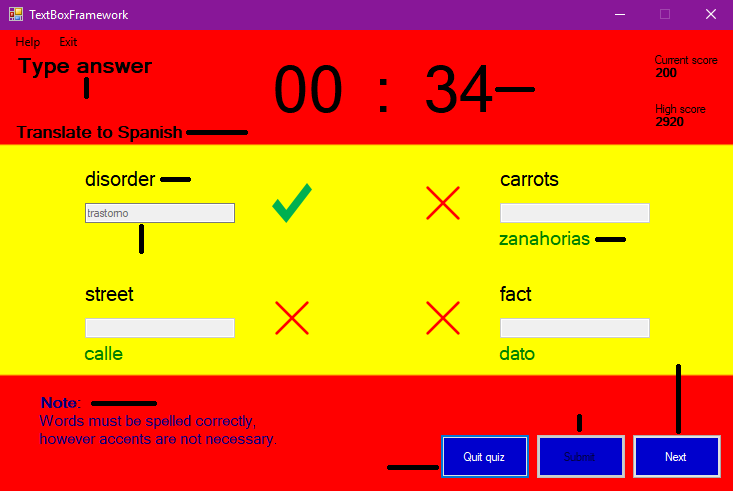 TextBoxFramework
Help Exit
Type answer
00 : 34
Current score
200
Translate to Spanish
High score
2920
disorder
carrots
trastorno
zanahorias
street
fact
calle
dato
Note:
Words must be spelled correctly,
however accents are not necessary.
Quit quiz
Submit
Next